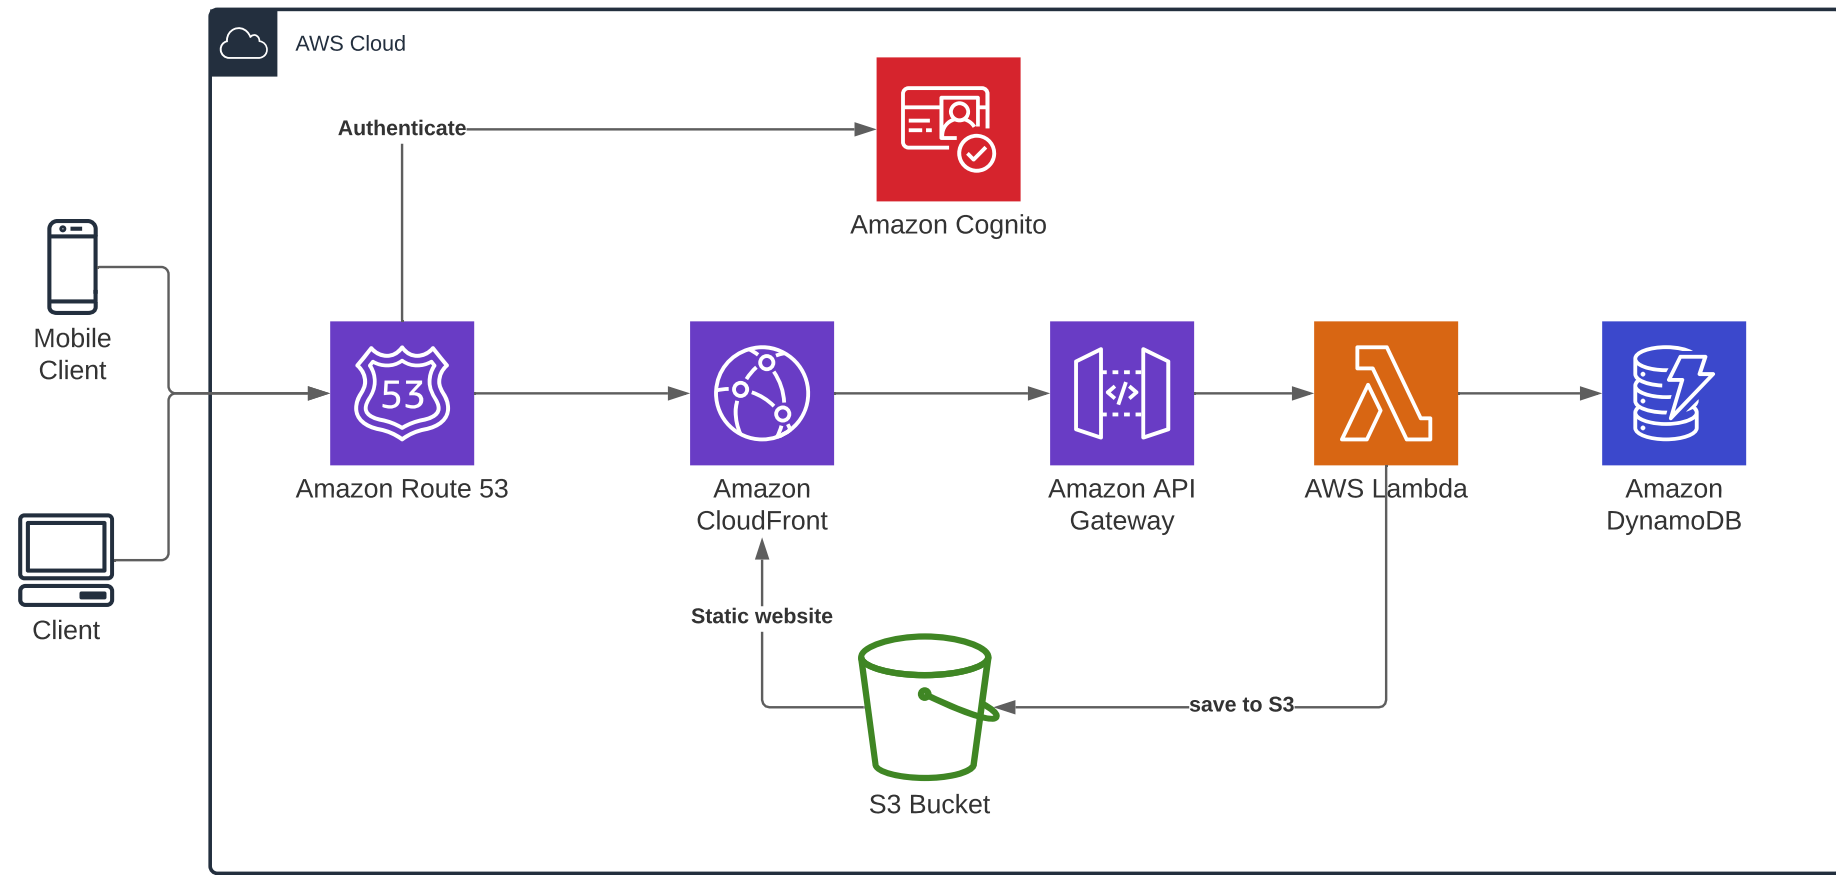 AWS Cloud
Authenticate
Amazon Cognito
Mobile
Client
53
Amazon Route 53
Amazon
CloudFront
</>
Amazon API
Gateway
AWS Lambda
Amazon
DynamoDB
Client
Static website
save to S3
S3 Bucket